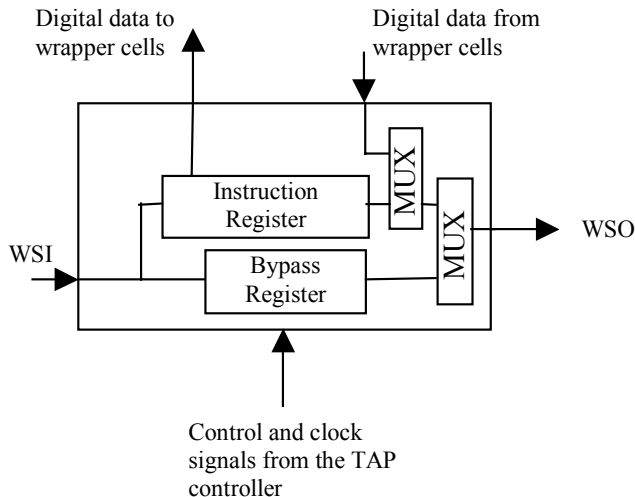 Digital data to
wrapper cells
Digital data from
wrapper cells
MUX
Instruction
Register
MUX
WSO
WSI
Bypass
Register
Control and clock
signals from the TAP
controller